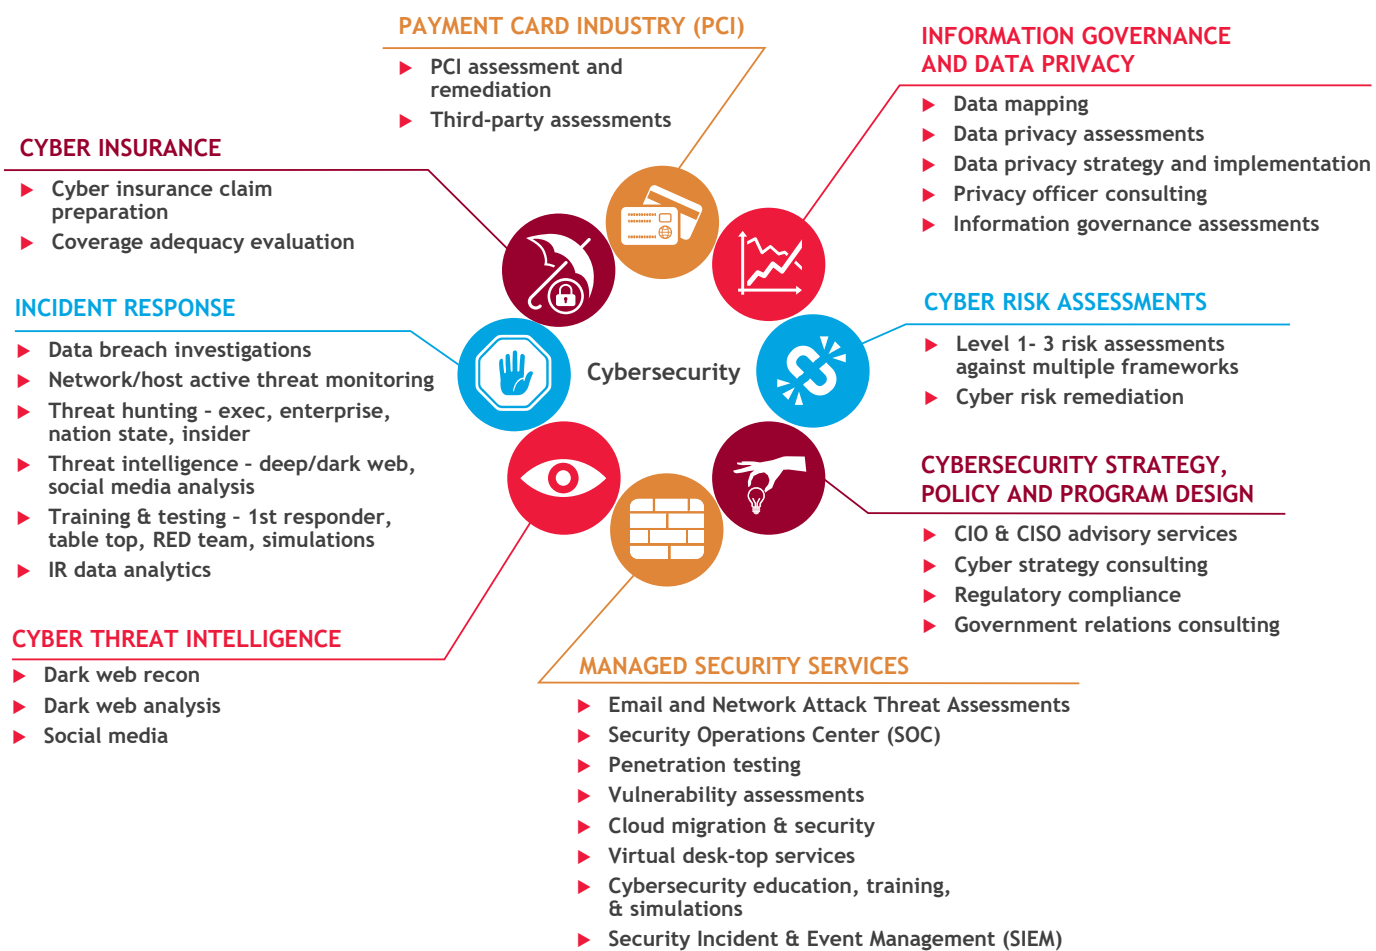 PAYMENT CARD INDUSTRY (PCI)
PCI assessment and
remediation
Third-party assessments
INFORMATION GOVERNANCE
AND DATA PRIVACY
Data mapping
Data privacy assessments
Data privacy strategy and implementation
Privacy officer consulting
Information governance assessments
CYBER INSURANCE
Cyber insurance claim
preparation
Coverage adequacy evaluation
INCIDENT RESPONSE
Data breach investigations
Network/host active threat monitoring
Threat hunting – exec, enterprise,
nation state, insider
Threat intelligence – deep/dark web,
social media analysis
Training & testing – 1st responder,
table top, RED team, simulations
IR data analytics
Cybersecurity
CYBER RISK ASSESSMENTS
Level 1- 3 risk assessments
against multiple frameworks
Cyber risk remediation
CYBERSECURITY STRATEGY,
POLICY AND PROGRAM DESIGN
CIO & CISO advisory services
Cyber strategy consulting
Regulatory compliance
Government relations consulting
CYBER THREAT INTELLIGENCE
Dark web recon
Dark web analysis
Social media
MANAGED SECURITY SERVICES
Email and Network Attack Threat Assessments
Security Operations Center (SOC)
Penetration testing
Vulnerability assessments
Cloud migration & security
Virtual desk-top services
Cybersecurity education, training,
& simulations
Security Incident & Event Management (SIEM)